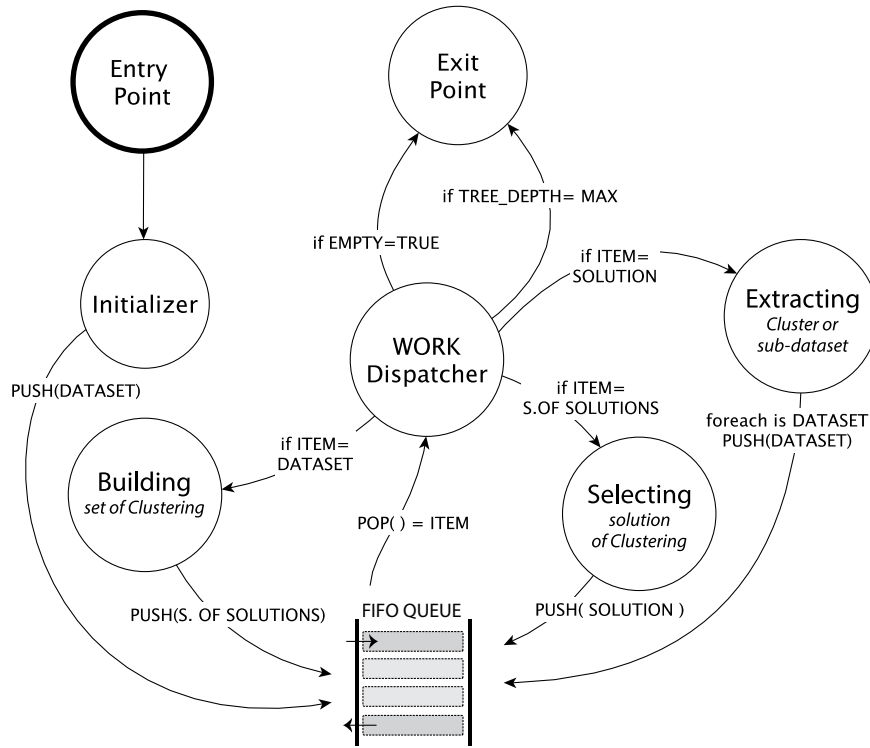 Entry
Point
Exit
Point
if TREE_DEPTH= MAX
if EMPTY=TRUE
if ITEM=
SOLUTION
Initializer
Extracting
Cluster or
sub-dataset
WORK
Dispatcher
PUSH(DATASET)
if ITEM=
S.OF SOLUTIONS
foreach is DATASET
PUSH(DATASET)
if ITEM=
DATASET
Building
set of Clustering
Selecting
solution
of Clustering
POP( ) = ITEM
PUSH(S. OF SOLUTIONS)
FIFO QUEUE
PUSH( SOLUTION )